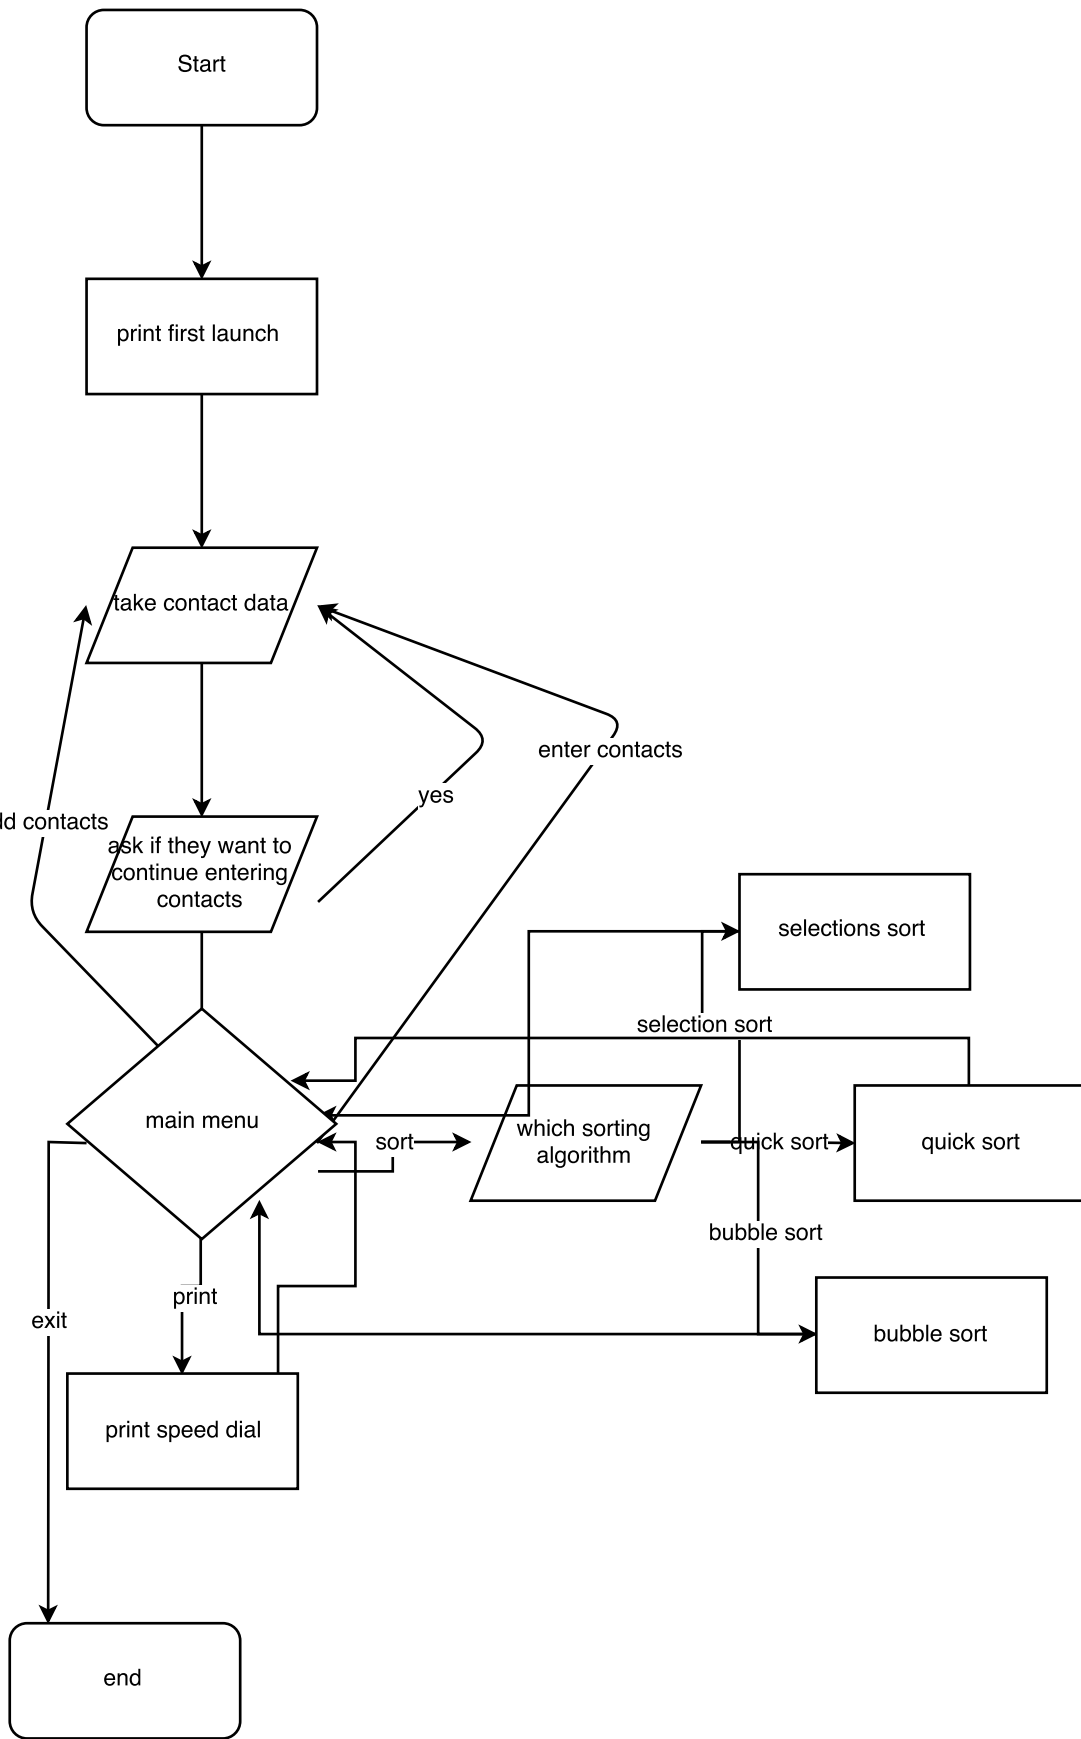 Start
print first launch
take contact data
enter contacts
yes
dd contacts
ask if they want to
continue entering
contacts
selections sort
selection sort
main menu
sort
which sorting
algorithm
quick sort
quick sort
bubble sort
print
exit
bubble sort
print speed dial
end